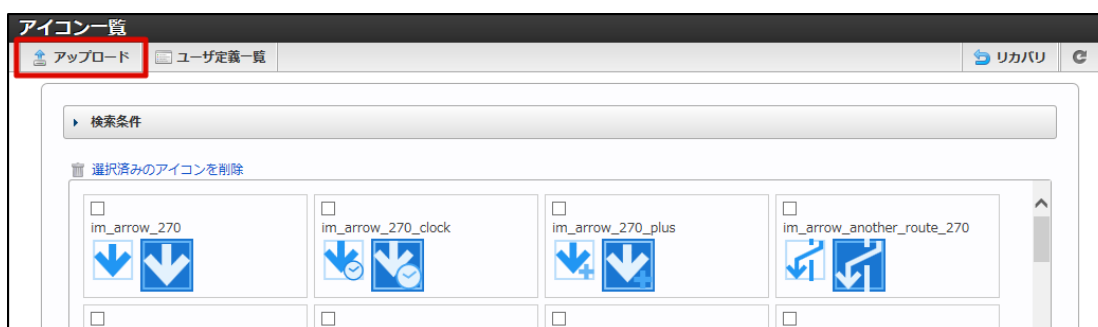 アイコン一覧
アップロード ユーザ定義一覧 リカバリ
検索条件
選択済みのアイコンを削除
im_arrow_270 im_arrow_270_clock im_arrow_270_plus im_arrow_another_route_270